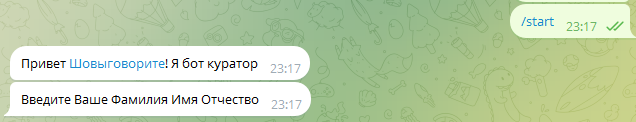 /start 23:17
Привет Шовыговорите! Я бот куратор 23:17
Введите Ваше Фамилия Имя Отчество 23:17